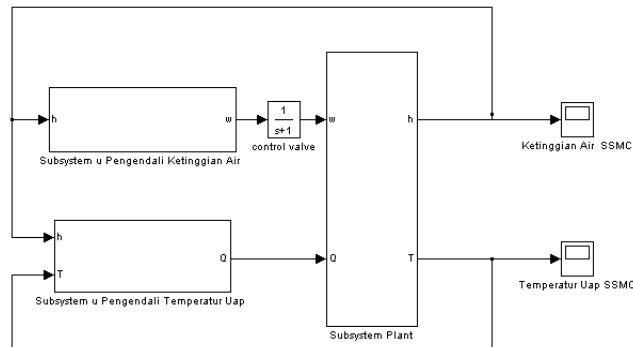 h
w
Subsystem u Pengendali Ketinggian Air
1
s+1
control valve
w
h
Q
T
Subsystem Plant
Ketinggian Air SSMC
h
T
Q
Subsystem u Pengendali Temperatur Uap
Temperatur Uap SSMC